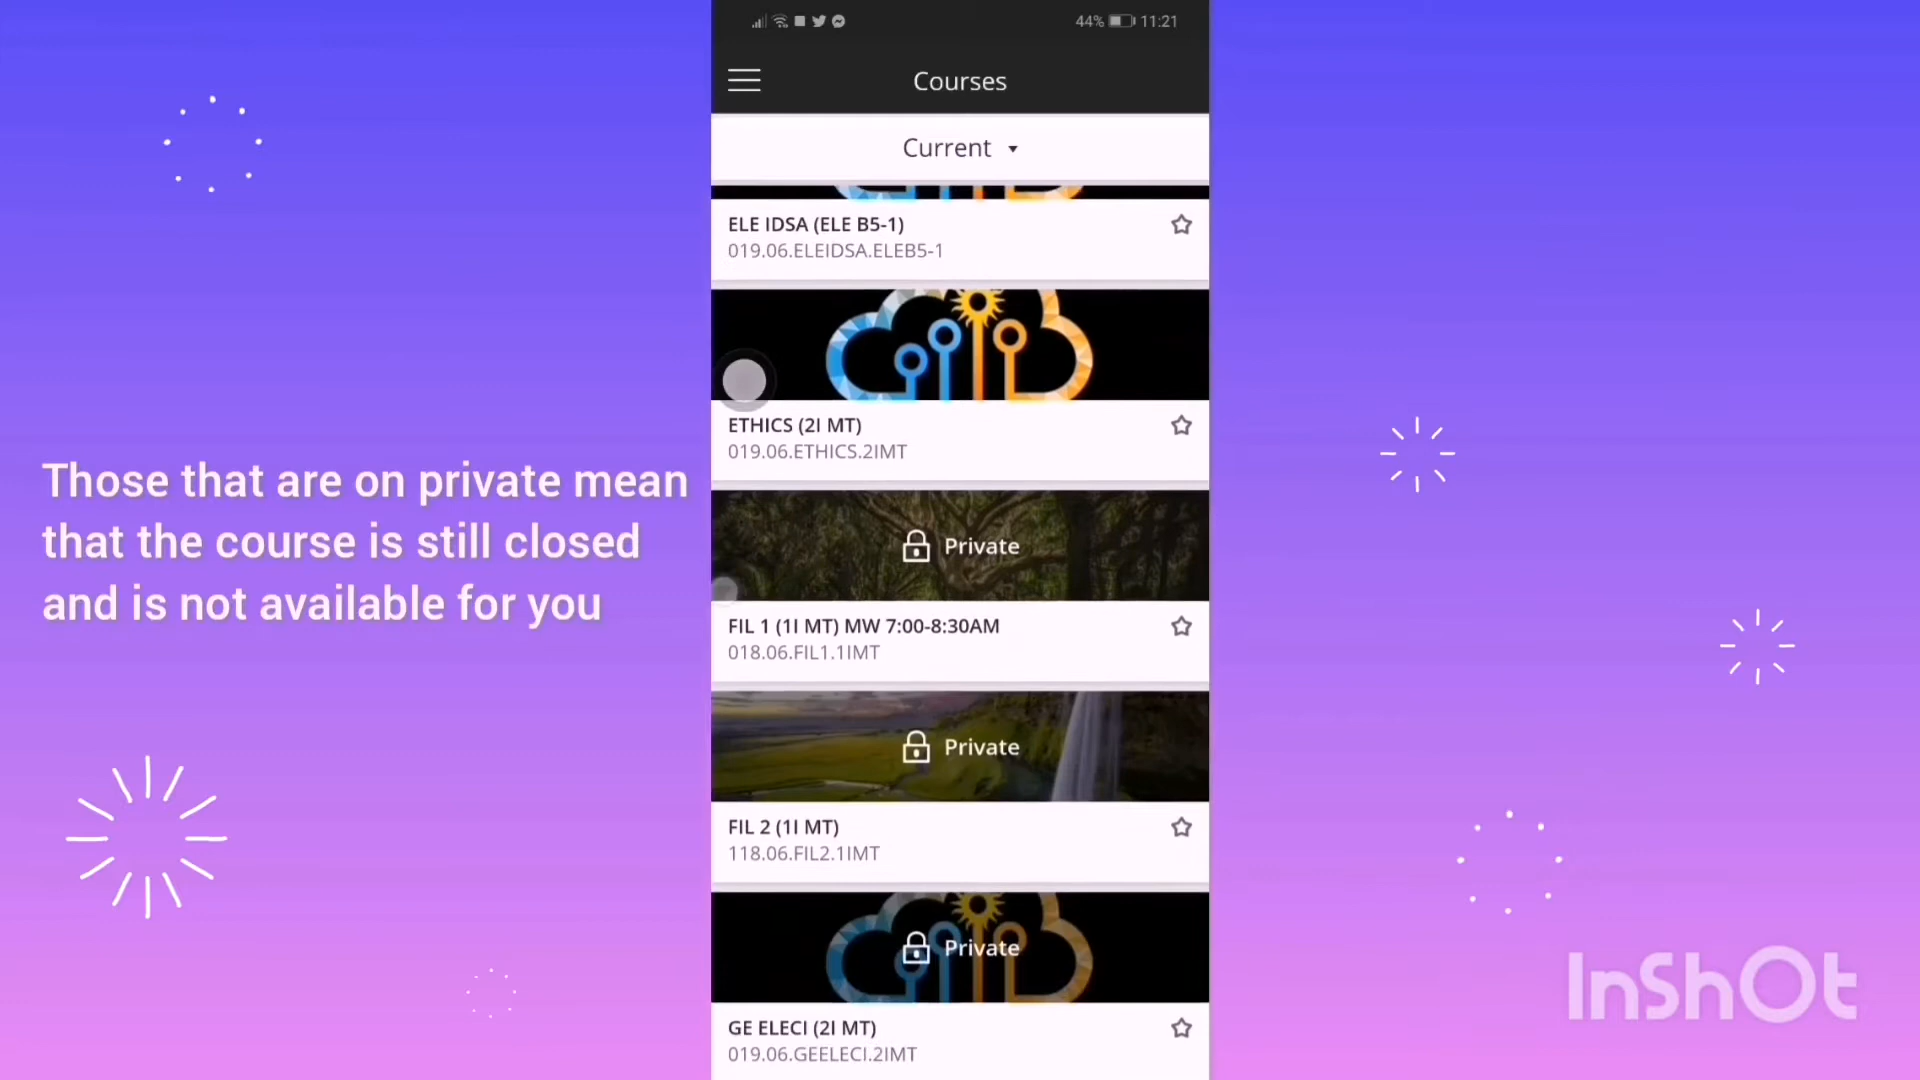 44% 11:21
Courses
Current
ELE IDSA (ELE B5-1)
019.06.ELEIDSA.ELEB5-1
ETHICS (2I MT)
019.06.ETHICS.2IMT
Those that are on private mean
that the course is still closed
and is not available for you
Private
FIL 1 (1I MT) MW 7:00-8:30AM
018.06.FIL1.1IMT
Private
FIL 2 (1I MT)
118.06.FIL2.1IMT
Private
GE ELECI (2I MT)
019.06.GEELECI.2IMT
InShOt